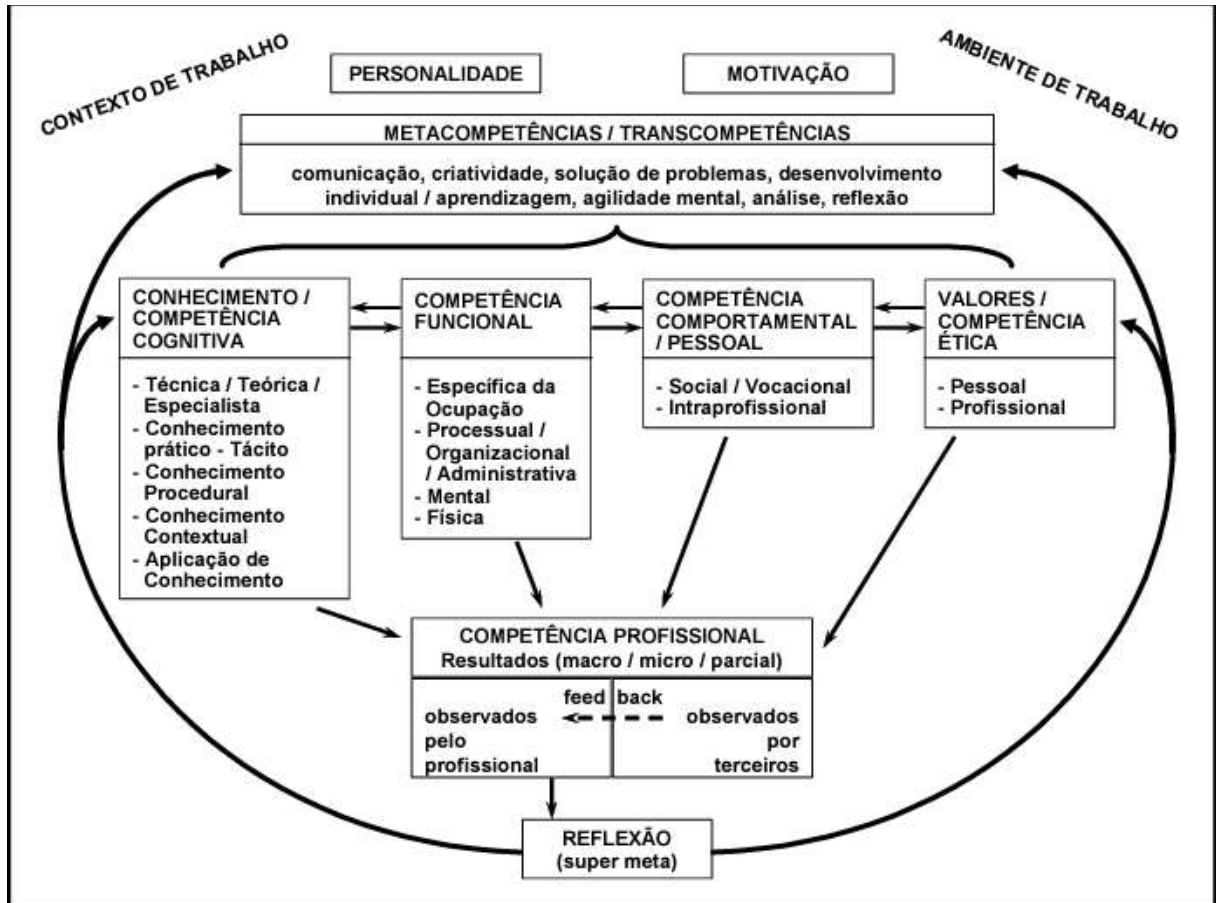 CONTEXTO DE TRABALHO
AMBIENTE DE TRABALHO
PERSONALIDADE
MOTIVAÇÃO
METACOMPETÊNCIAS / TRANSCOMPETÊNCIAS
comunicação, criatividade, solução de problemas, desenvolvimento
individual / aprendizagem, agilidade mental, análise, reflexão
CONHECIMENTO /
COMPETÊNCIA
COGNITIVA
- Técnica / Teórica /
Especialista
- Conhecimento
prático - Tácito
- Conhecimento
Procedural
- Conhecimento
Contextual
- Aplicação de
Conhecimento
COMPETÊNCIA
FUNCIONAL
- Específica da
Ocupação
- Processual /
Organizacional
/ Administrativa
- Mental
- Física
COMPETÊNCIA
COMPORTAMENTAL
/ PESSOAL
- Social / Vocacional
- Intraprofissional
VALORES /
COMPETÊNCIA
ÉTICA
- Pessoal
- Profissional
COMPETÊNCIA PROFISSIONAL
Resultados (macro / micro / parcial)
feed back
observados
pelo
profissional
observados
por
terceiros
REFLEXÃO
(super meta)